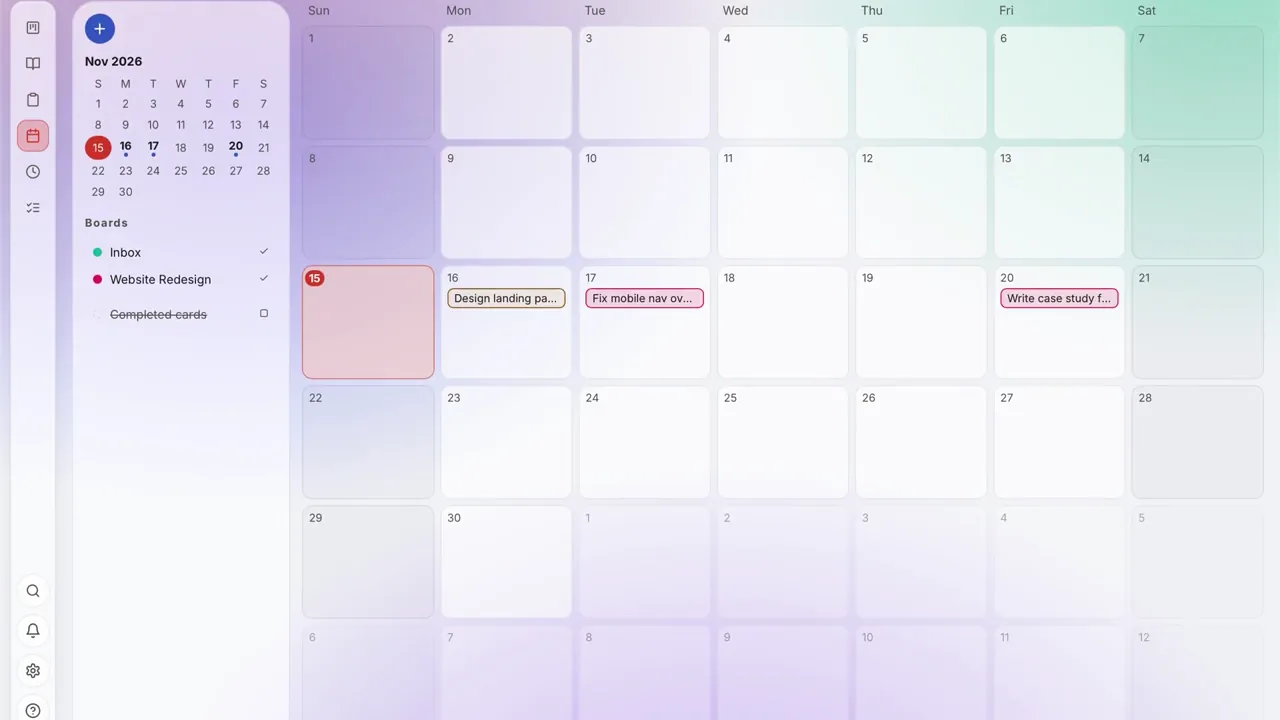 Nov 2026
S M T W T F S
1 2 3 4 5 6 7
8 9 10 11 12 13 14
15 16 17 18 19 20 21
22 23 24 25 26 27 28
29 30
Boards
Inbox
Website Redesign
Completed cards
Sun Mon Tue Wed Thu Fri Sat
1 2 3 4 5 6 7
8 9 10 11 12 13 14
15 16 17 18 19 20 21
Design landing pa... Fix mobile nav ov... Write case study f...
22 23 24 25 26 27 28
29 30 1 2 3 4 5
6 7 8 9 10 11 12